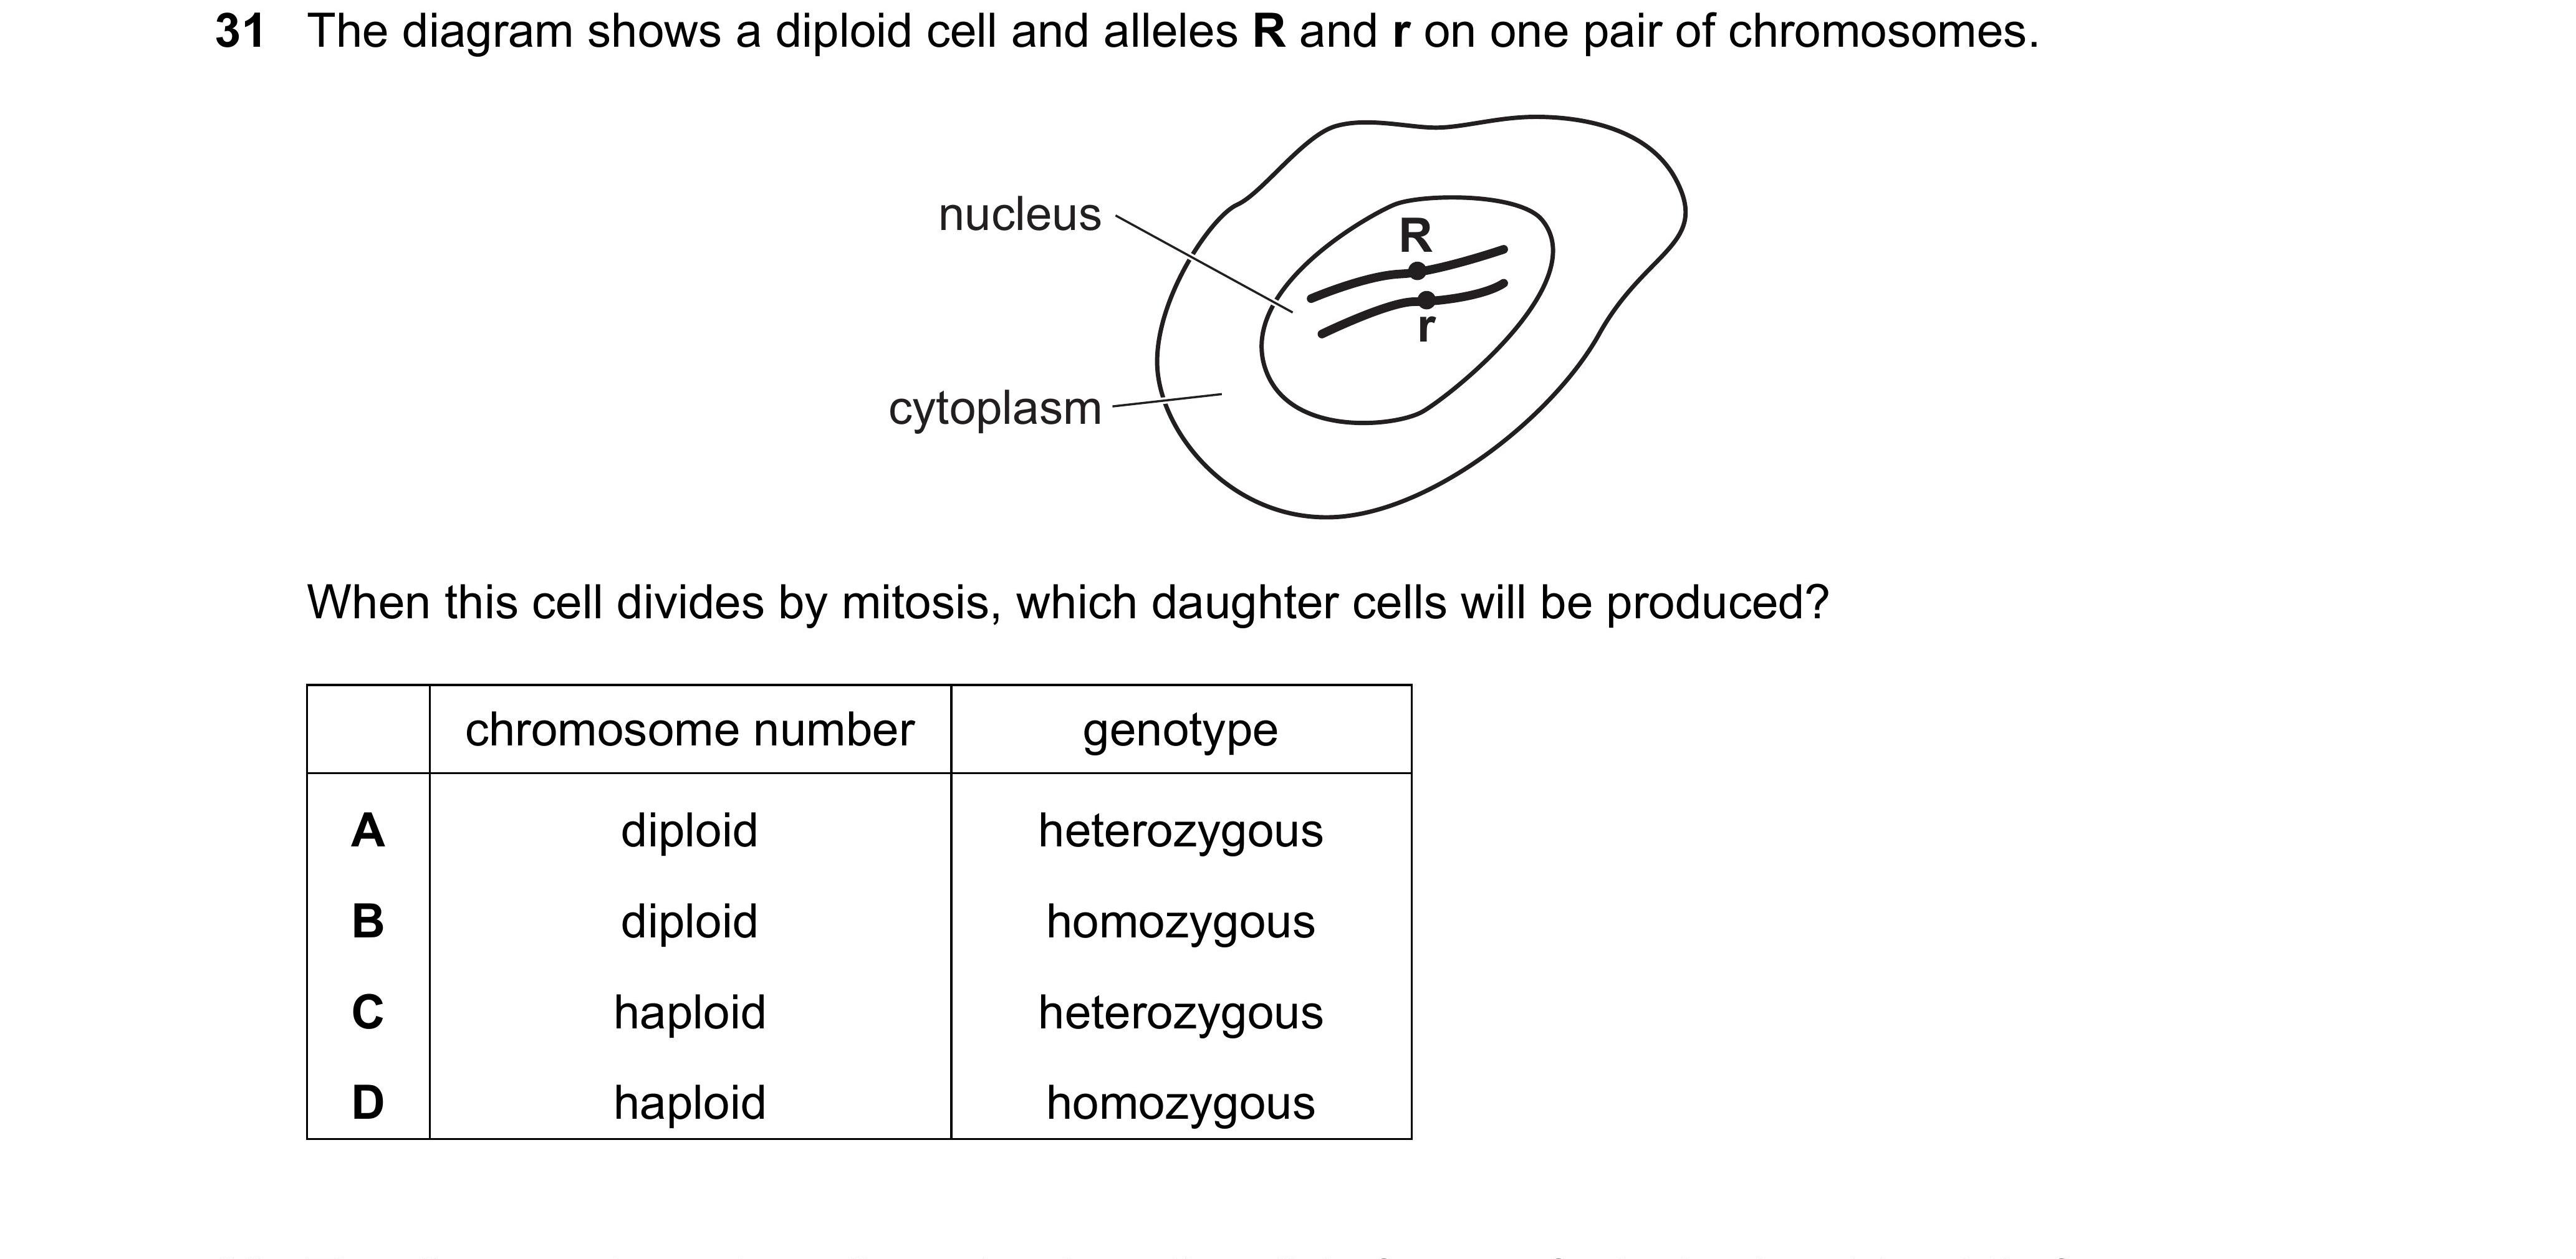 31 The diagram shows a diploid cell and alleles R and r on one pair of chromosomes.
nucleus
R
r
cytoplasm
When this cell divides by mitosis, which daughter cells will be produced?
chromosome number genotype
A diploid heterozygous
B diploid homozygous
C haploid heterozygous
D haploid homozygous